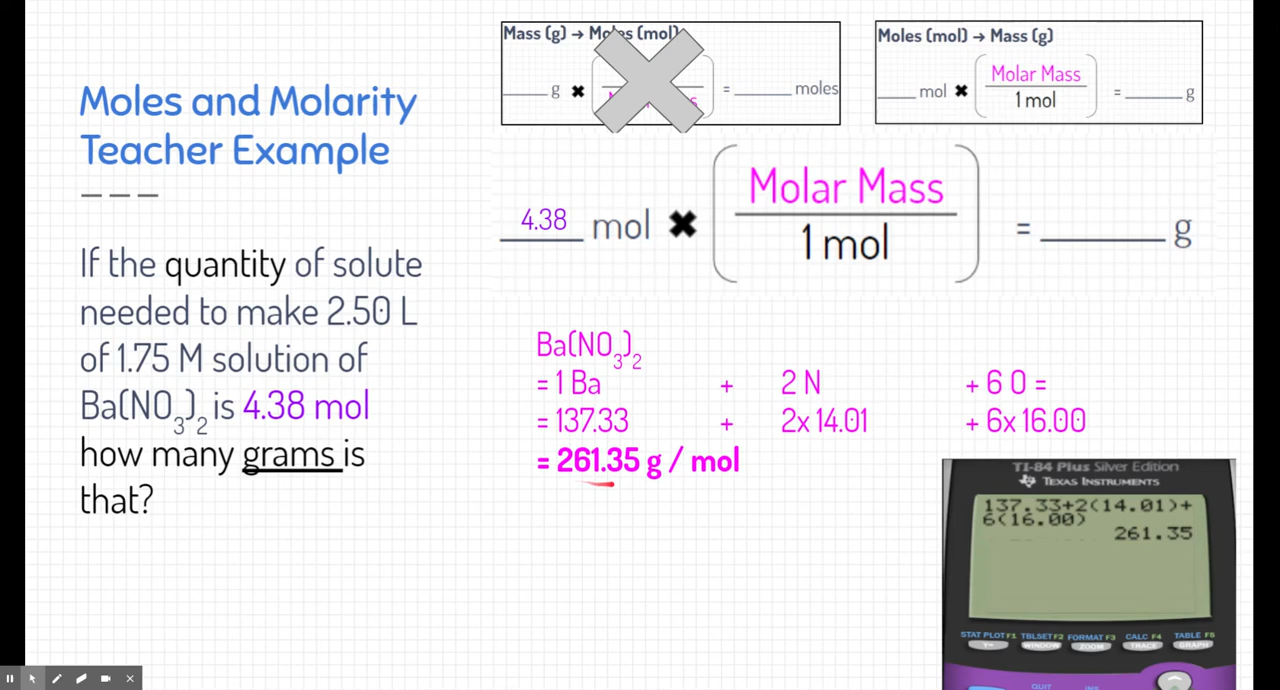 Moles and Molarity
Teacher Example
If the quantity of solute
needed to make 2.50 L
of 1.75 M solution of
Ba(NO3)2 is 4.38 mol
how many grams is
that?
Mass (g) → Moles (mol)
g ✖ = moles
Moles (mol) → Mass (g)
mol ✖ Molar Mass
1 mol
= g
4.38 mol ✖ Molar Mass
1 mol
= g
Ba(NO3)2
= 1 Ba + 2 N + 6 O =
= 137.33 + 2x 14.01 + 6x 16.00
= 261.35 g / mol
TI-84 Plus Silver Edition
TEXAS INSTRUMENTS
137.33+2(14.01)+
6(16.00)
261.35
STAT PLOT F1 TBLSET F2 FORMAT F3 CALC F4 TABLE F5
Y= WINDOW ZOOM TRACE GRAPH
QUIT